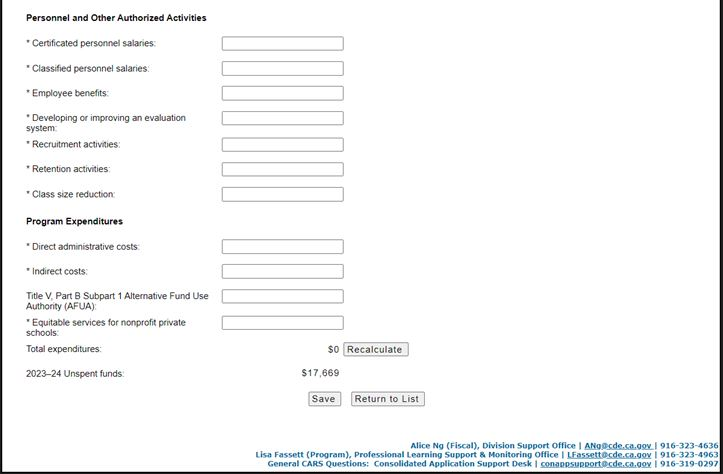 Personnel and Other Authorized Activities
* Certificated personnel salaries:
* Classified personnel salaries:
* Employee benefits:
* Developing or improving an evaluation
system:
* Recruitment activities:
* Retention activities:
* Class size reduction:
Program Expenditures
* Direct administrative costs:
* Indirect costs:
Title V, Part B Subpart 1 Alternative Fund Use
Authority (AFUA):
* Equitable services for nonprofit private
schools:
Total expenditures: $0 Recalculate
2023–24 Unspent funds: $17,669
Save Return to List
Alice Ng (Fiscal), Division Support Office | ANg@cde.ca.gov | 916-323-4636
Lisa Fassett (Program), Professional Learning Support & Monitoring Office | LFassett@cde.ca.gov | 916-323-4963
General CARS Questions: Consolidated Application Support Desk | conappsupport@cde.ca.gov | 916-319-0297